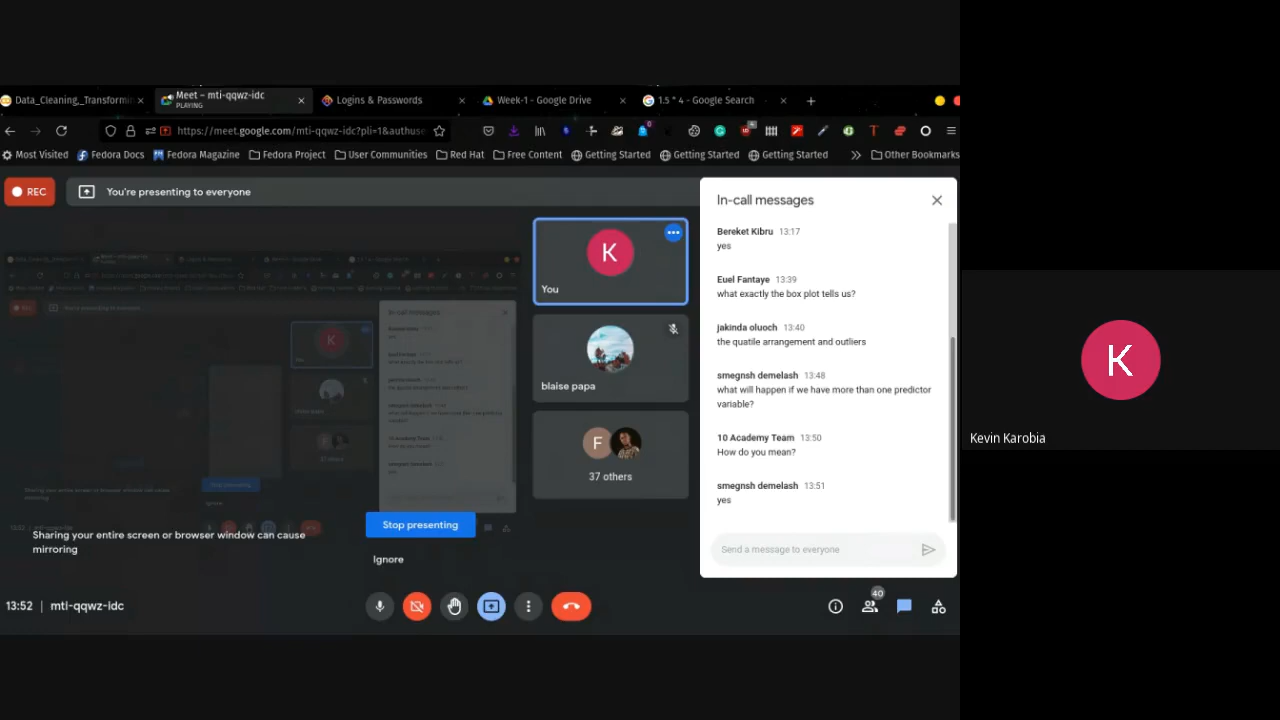 Data_Cleaning,_Transformi
Meet – mti-qqwz-idc
PLAYING
Logins & Passwords
Week-1 - Google Drive
1.5 * 4 - Google Search
https://meet.google.com/mti-qqwz-idc?pli=1&authuse
Most Visited
Fedora Docs
Fedora Magazine
Fedora Project
User Communities
Red Hat
Free Content
Getting Started
Getting Started
Getting Started
Other Bookmarks
REC
You're presenting to everyone
In-call messages
Bereket Kibru 13:17
yes
Euel Fantaye 13:39
what exactly the box plot tells us?
jakinda oluoch 13:40
the quatile arrangement and outliers
smegnsh demelash 13:48
what will happen if we have more than one predictor
variable?
10 Academy Team 13:50
How do you mean?
smegnsh demelash 13:51
yes
Send a message to everyone
K
You
blaise papa
F
37 others
Sharing your entire screen or browser window can cause
mirroring
Stop presenting
Ignore
13:52 | mti-qqwz-idc
40
K
Kevin Karobia